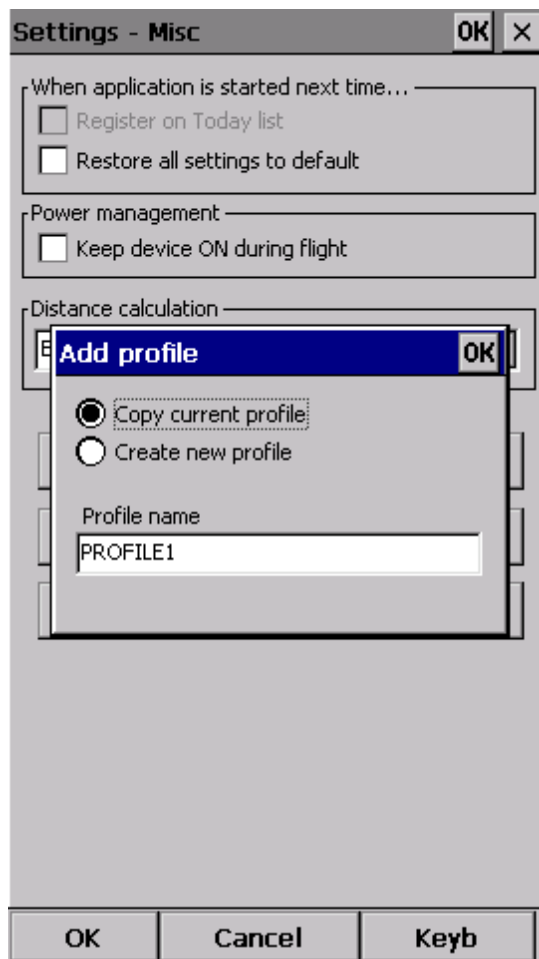 Settings - Misc OK
When application is started next time...
Register on Today list
Restore all settings to default
Power management
Keep device ON during flight
Distance calculation
Add profile OK
Copy current profile
Create new profile
Profile name
PROFILE1
OK Cancel Keyb